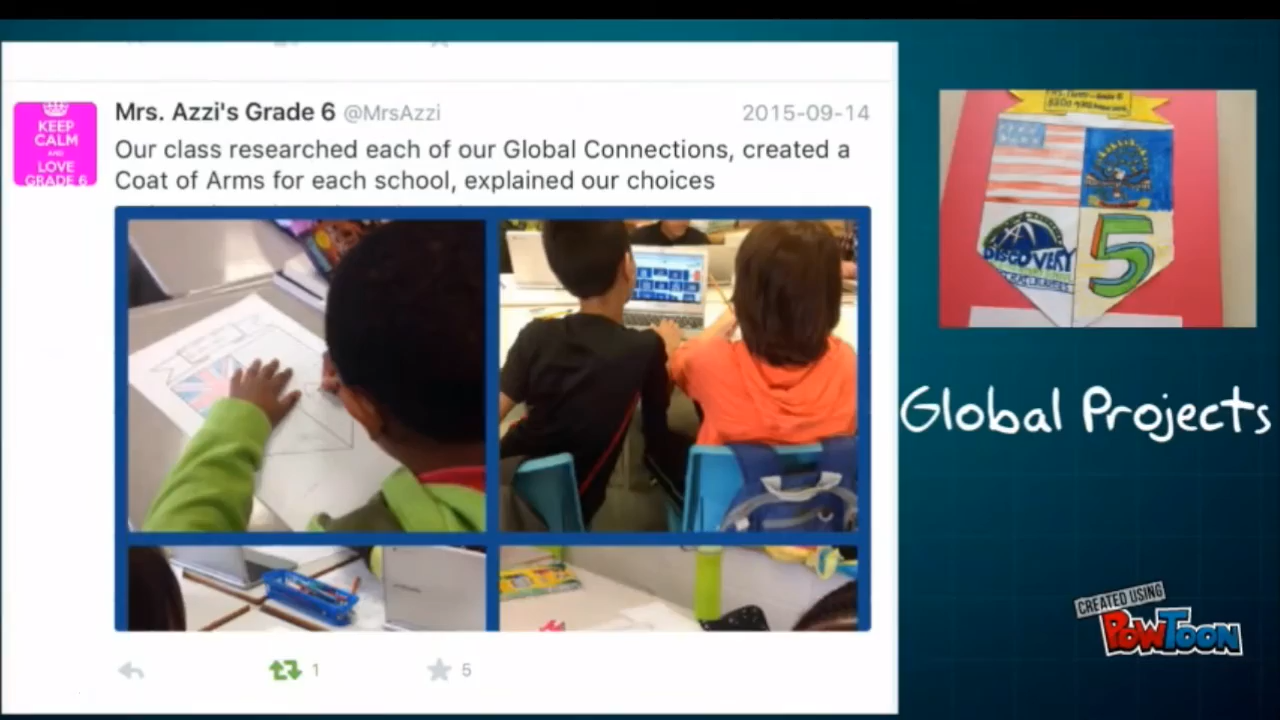 KEEP
CALM
AND
LOVE
GRADE 6
Mrs. Azzi's Grade 6 @MrsAzzi
2015-09-14
Our class researched each of our Global Connections, created a
Coat of Arms for each school, explained our choices
1
5
DISCOVERY
5
Global Projects
CREATED USING
POWTOON